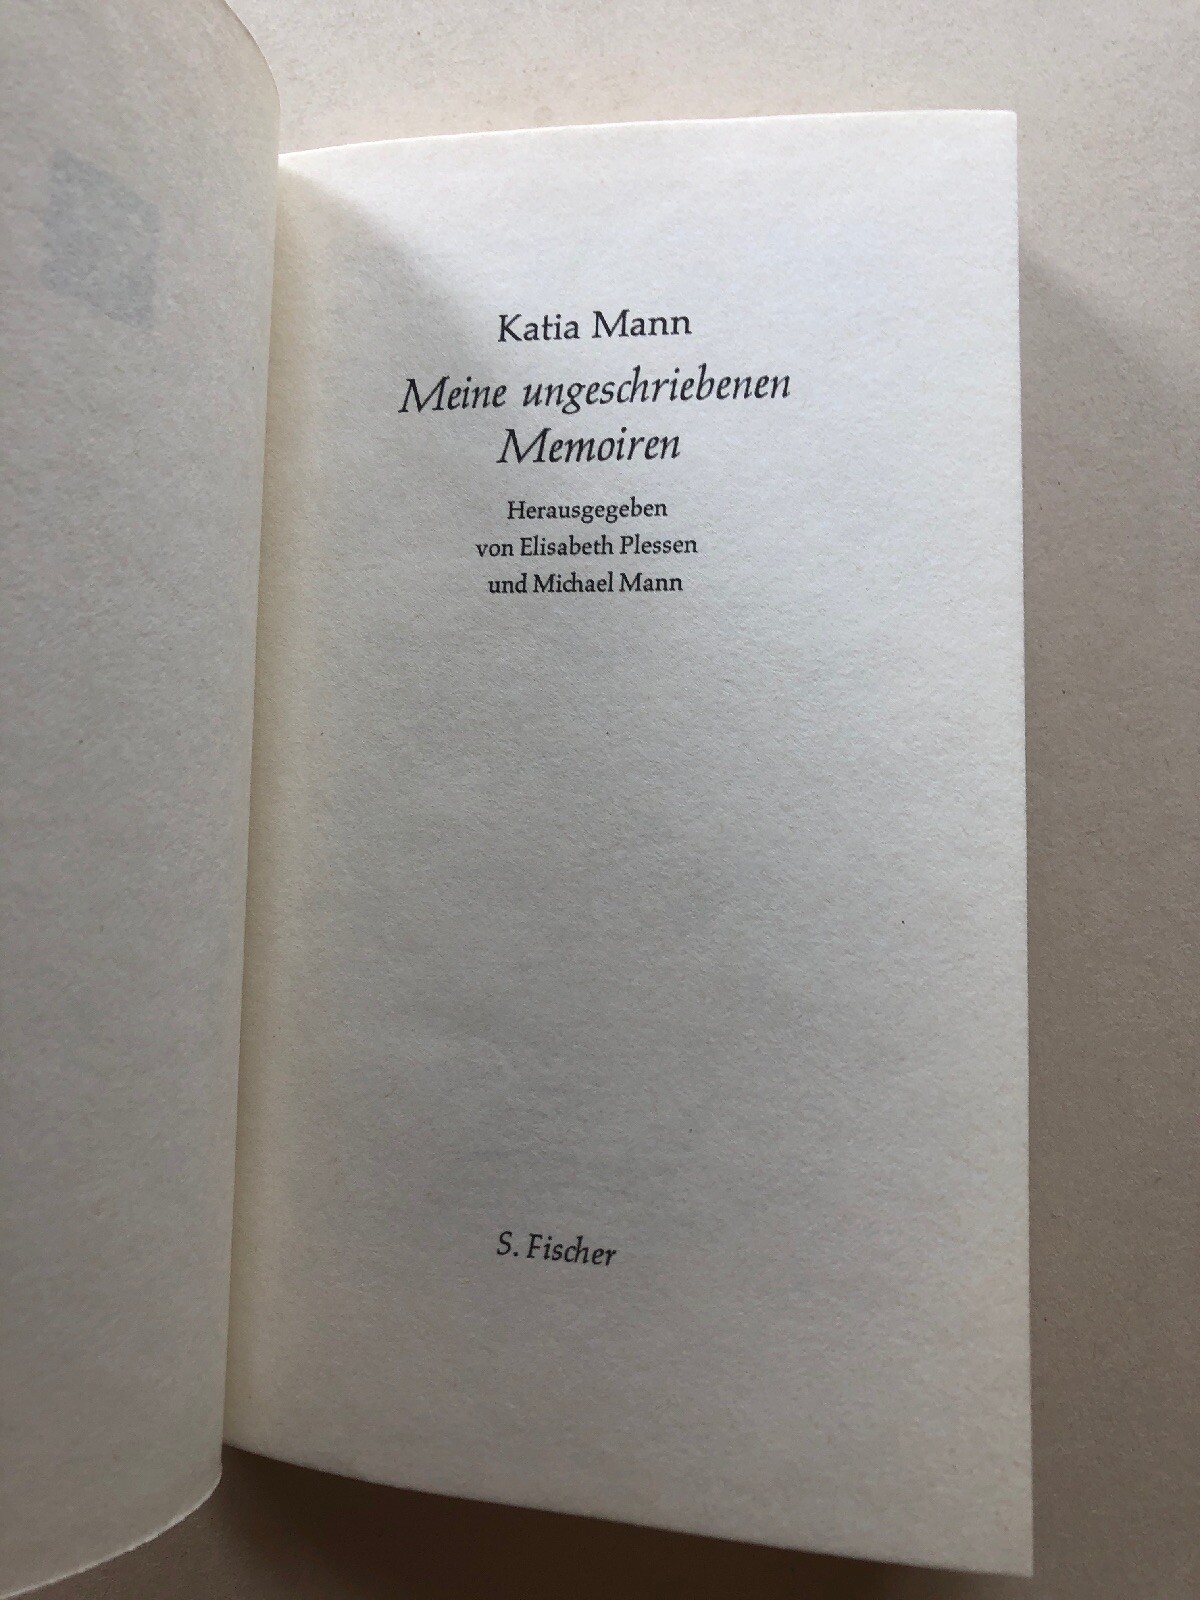 Katia Mann
Meine ungeschriebenen
Memoiren
Herausgegeben
von Elisabeth Plessen
und Michael Mann
S. Fischer